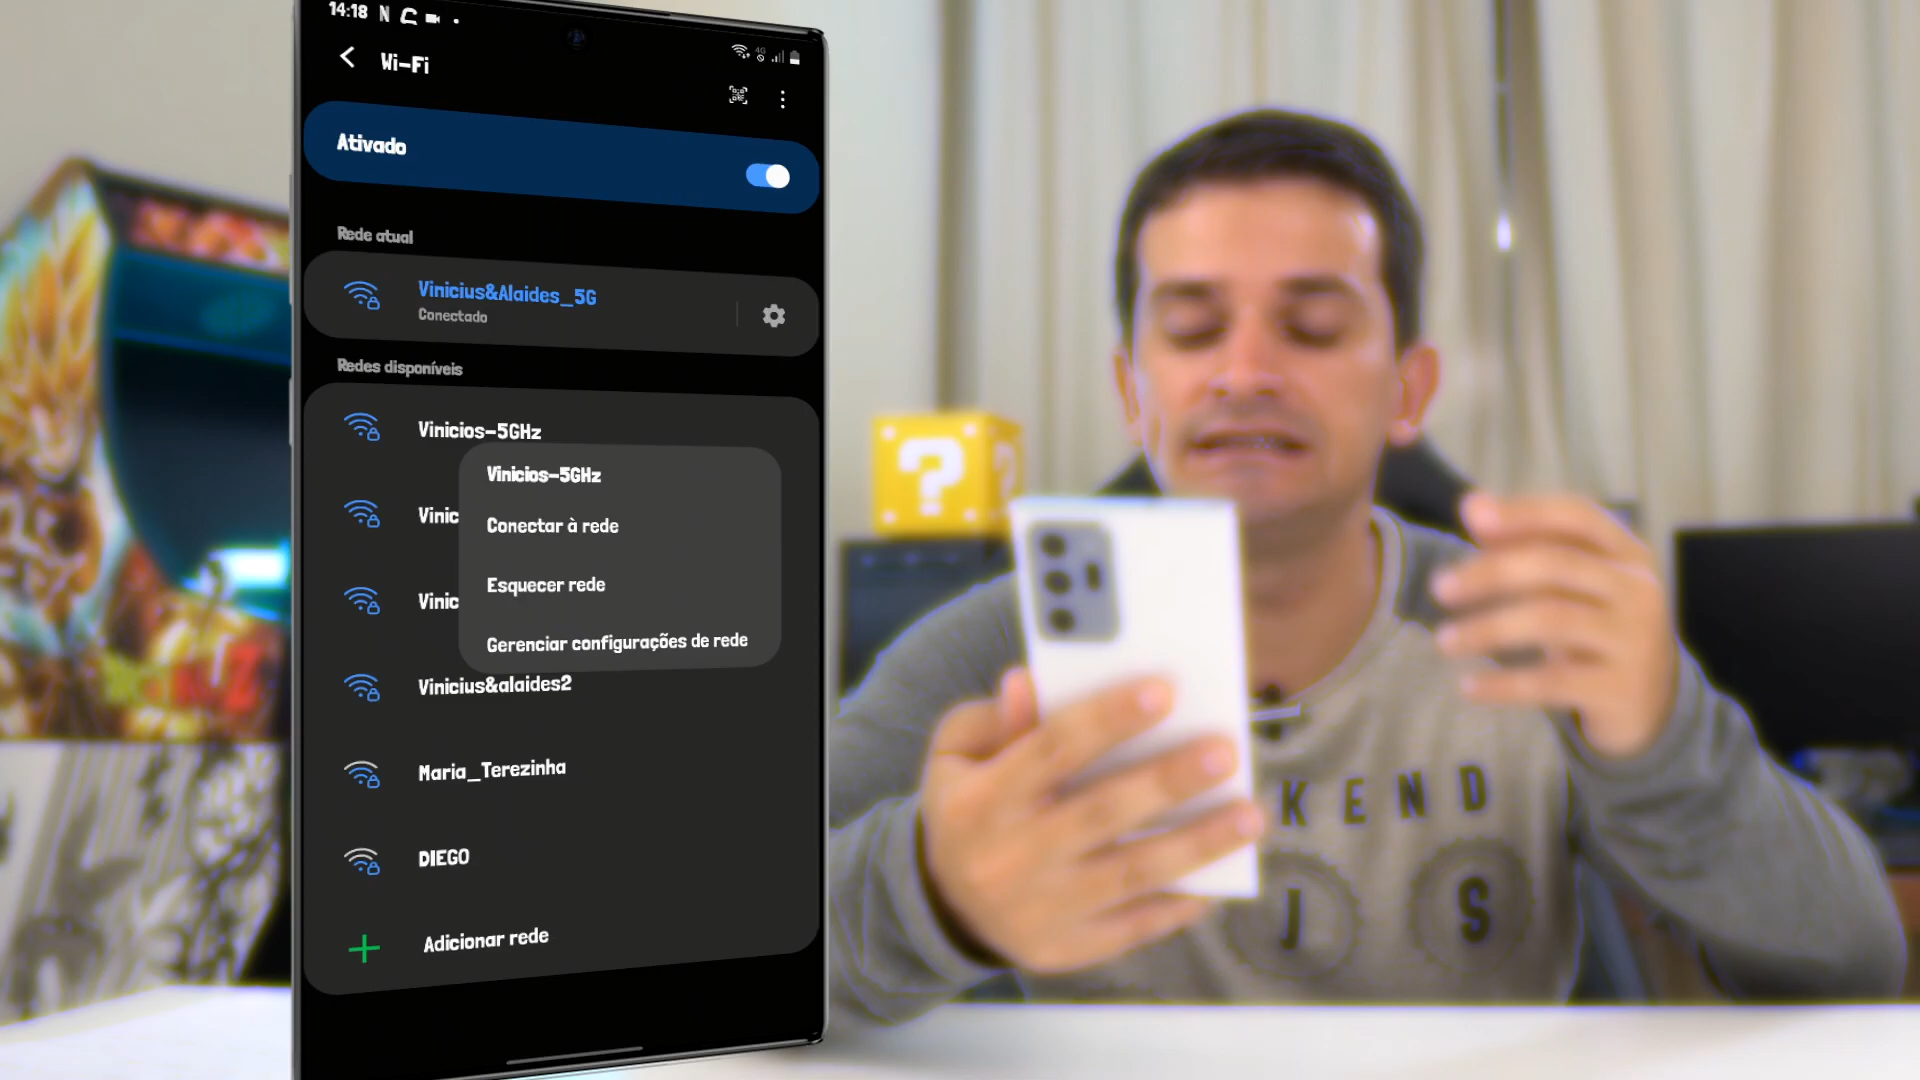 14:18
4G
Wi-Fi
Ativado
Rede atual
Vinicius&Alaides_5G
Conectado
Redes disponíveis
Vinicios-5GHz
Vinicios-5GHz
Vinic
Conectar à rede
Esquecer rede
Vinic
Gerenciar configurações de rede
Vinicius&alaides2
Maria_Terezinha
DIEGO
Adicionar rede
?
KEND
J S